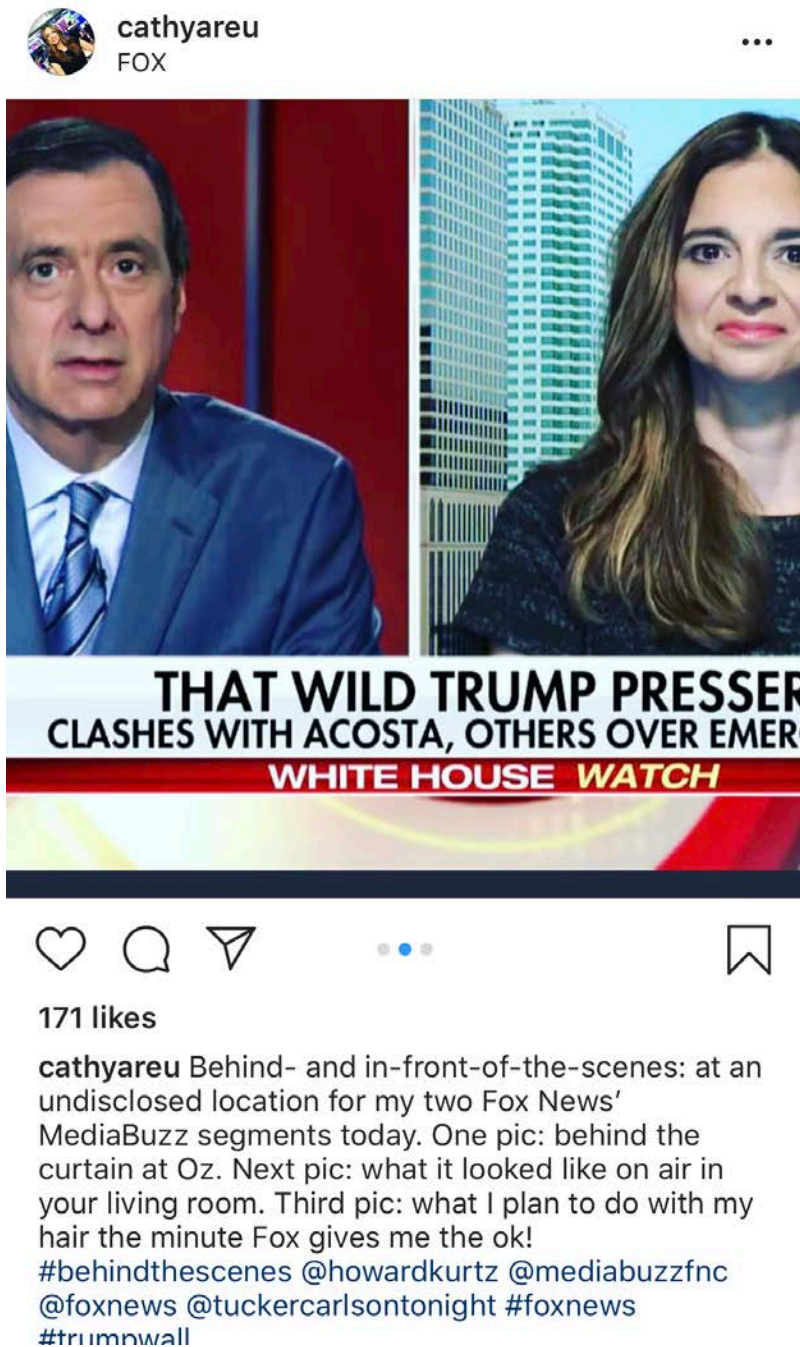 cathyareu
FOX
THAT WILD TRUMP PRESSER
CLASHES WITH ACOSTA, OTHERS OVER EMER
WHITE HOUSE WATCH
171 likes
cathyareu Behind- and in-front-of-the-scenes: at an
undisclosed location for my two Fox News’
MediaBuzz segments today. One pic: behind the
curtain at Oz. Next pic: what it looked like on air in
your living room. Third pic: what I plan to do with my
hair the minute Fox gives me the ok!
#behindthescenes @howardkurtz @mediabuzzfnc
@foxnews @tuckercarlsontonight #foxnews
#trumpwall